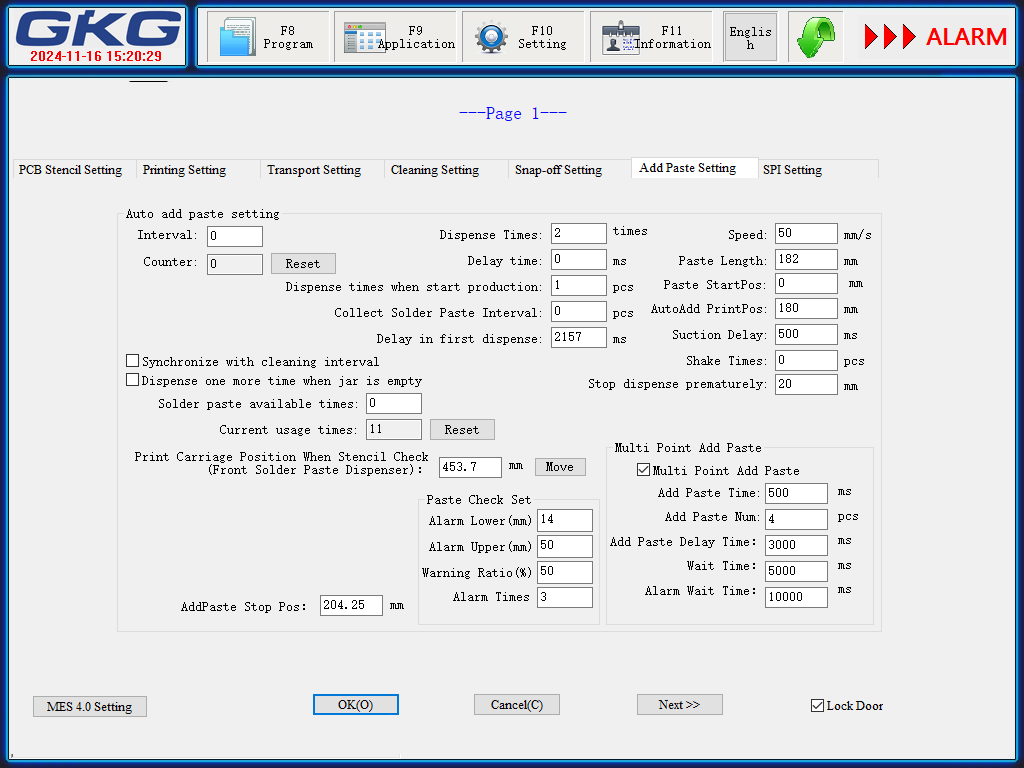 GKG
2024-11-16 15:20:29
F8 Program
F9 Application
F10 Setting
F11 Information
Englis
h
ALARM
---Page 1---
PCB Stencil Setting
Printing Setting
Transport Setting
Cleaning Setting
Snap-off Setting
Add Paste Setting
SPI Setting
Auto add paste setting
Interval: 0
Counter: 0 Reset
Dispense Times: 2 times
Delay time: 0 ms
Dispense times when start production: 1 pcs
Collect Solder Paste Interval: 0 pcs
Delay in first dispense: 2157 ms
Speed: 50 mm/s
Paste Length: 182 mm
Paste StartPos: 0 mm
AutoAdd PrintPos: 180 mm
Suction Delay: 500 ms
Shake Times: 0 pcs
Stop dispense prematurely: 20 mm
Synchronize with cleaning interval
Dispense one more time when jar is empty
Solder paste available times: 0
Current usage times: 11 Reset
Print Carriage Position When Stencil Check
(Front Solder Paste Dispenser): 453.7 mm Move
Paste Check Set
Alarm Lower(mm) 14
Alarm Upper(mm) 50
Warning Ratio(%) 50
Alarm Times 3
AddPaste Stop Pos: 204.25 mm
Multi Point Add Paste
Multi Point Add Paste
Add Paste Time: 500 ms
Add Paste Num: 4 pcs
Add Paste Delay Time: 3000 ms
Wait Time: 5000 ms
Alarm Wait Time: 10000 ms
MES 4.0 Setting
OK(O)
Cancel(C)
Next >>
Lock Door